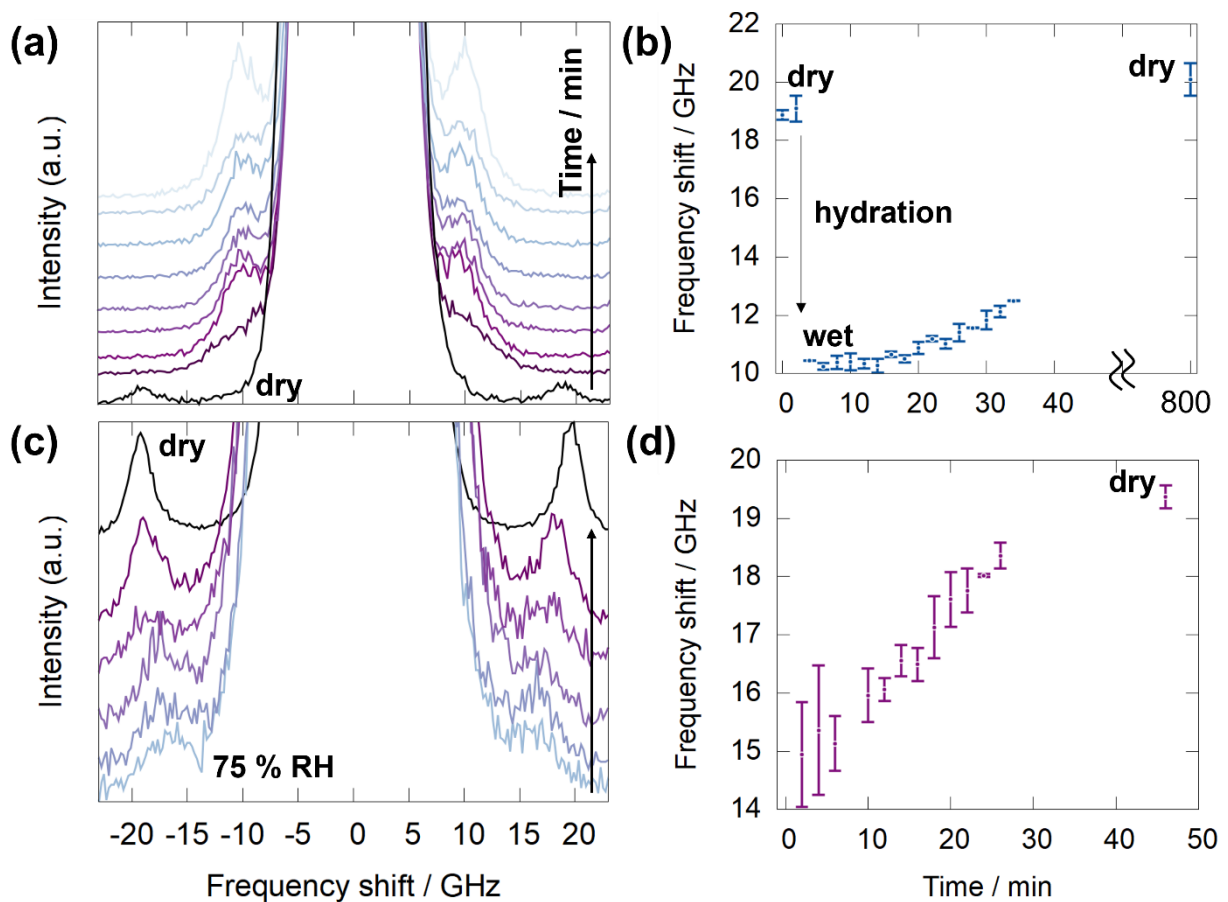 (a)
Intensity (a.u.)
Time / min
dry
(b)
Frequency shift / GHz
22
20
18
16
14
12
10
dry
dry
hydration
wet
0
10
20
30
40
800
(c)
Intensity (a.u.)
dry
75 % RH
-20
-15
-10
-5
0
5
10
15
20
Frequency shift / GHz
(d)
Frequency shift / GHz
20
19
18
17
16
15
14
dry
0
10
20
30
40
50
Time / min